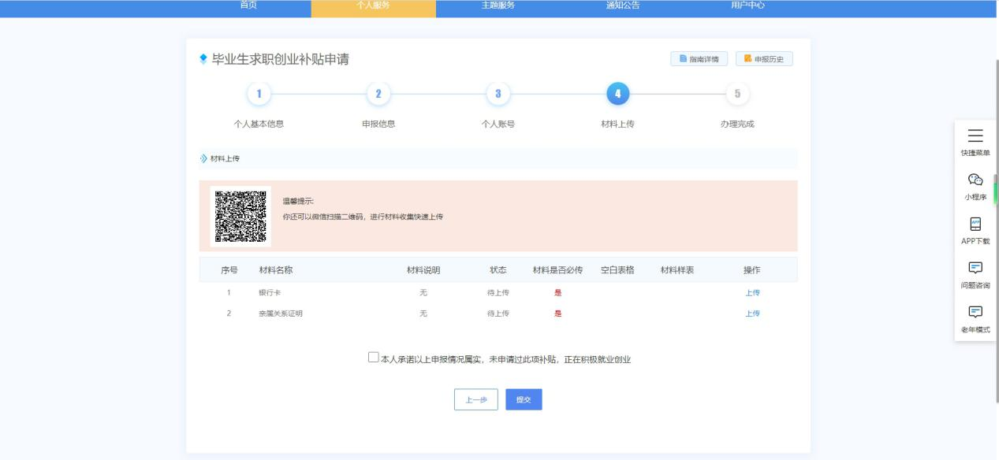 首页 个人服务 主题服务 通知公告 用户中心
毕业生求职创业补贴申请 指南详情 申报历史
1 2 3 4 5
个人基本信息 申报信息 个人账号 材料上传 办理完成
材料上传
温馨提示:
你还可以微信扫描二维码，进行材料收集快速上传
序号 材料名称 材料说明 状态 材料是否必传 空白表格 材料样表 操作
1 银行卡 无 待上传 是 上传
2 亲属关系证明 无 待上传 是 上传
本人承诺以上申报情况属实，未申请过此项补贴，正在积极就业创业
上一步 提交
快捷菜单
小程序
APP
APP下载
问题咨询
老年模式